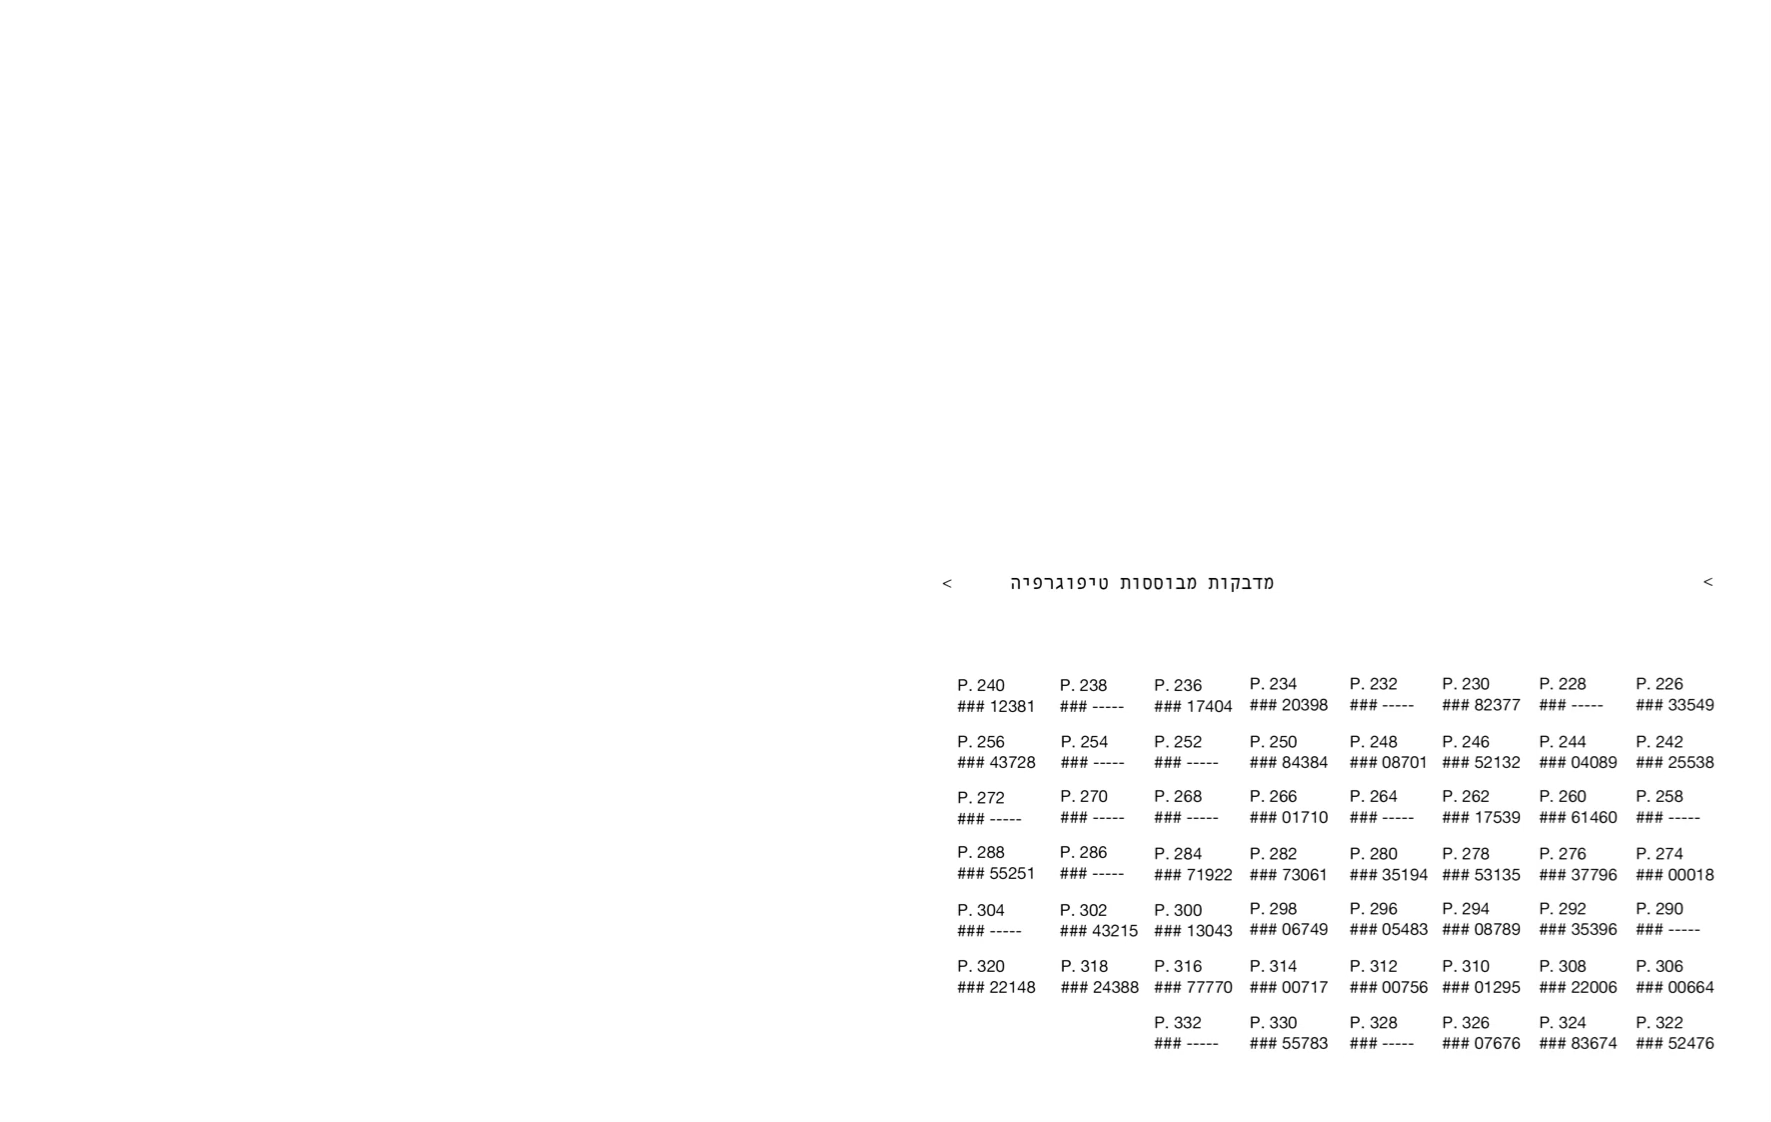 < מדבקות מבוססות טיפוגרפיה <
P. 226 P. 228 P. 230 P. 232 P. 234 P. 236 P. 238 P. 240
### 33549 ### ----- ### 82377 ### ----- ### 20398 ### 17404 ### ----- ### 12381
P. 242 P. 244 P. 246 P. 248 P. 250 P. 252 P. 254 P. 256
### 25538 ### 04089 ### 52132 ### 08701 ### 84384 ### ----- ### ----- ### 43728
P. 258 P. 260 P. 262 P. 264 P. 266 P. 268 P. 270 P. 272
### ----- ### 61460 ### 17539 ### ----- ### 01710 ### ----- ### ----- ### -----
P. 274 P. 276 P. 278 P. 280 P. 282 P. 284 P. 286 P. 288
### 00018 ### 37796 ### 53135 ### 35194 ### 73061 ### 71922 ### ----- ### 55251
P. 290 P. 292 P. 294 P. 296 P. 298 P. 300 P. 302 P. 304
### ----- ### 35396 ### 08789 ### 05483 ### 06749 ### 13043 ### 43215 ### -----
P. 306 P. 308 P. 310 P. 312 P. 314 P. 316 P. 318 P. 320
### 00664 ### 22006 ### 01295 ### 00756 ### 00717 ### 77770 ### 24388 ### 22148
P. 322 P. 324 P. 326 P. 328 P. 330 P. 332
### 52476 ### 83674 ### 07676 ### ----- ### 55783 ### -----